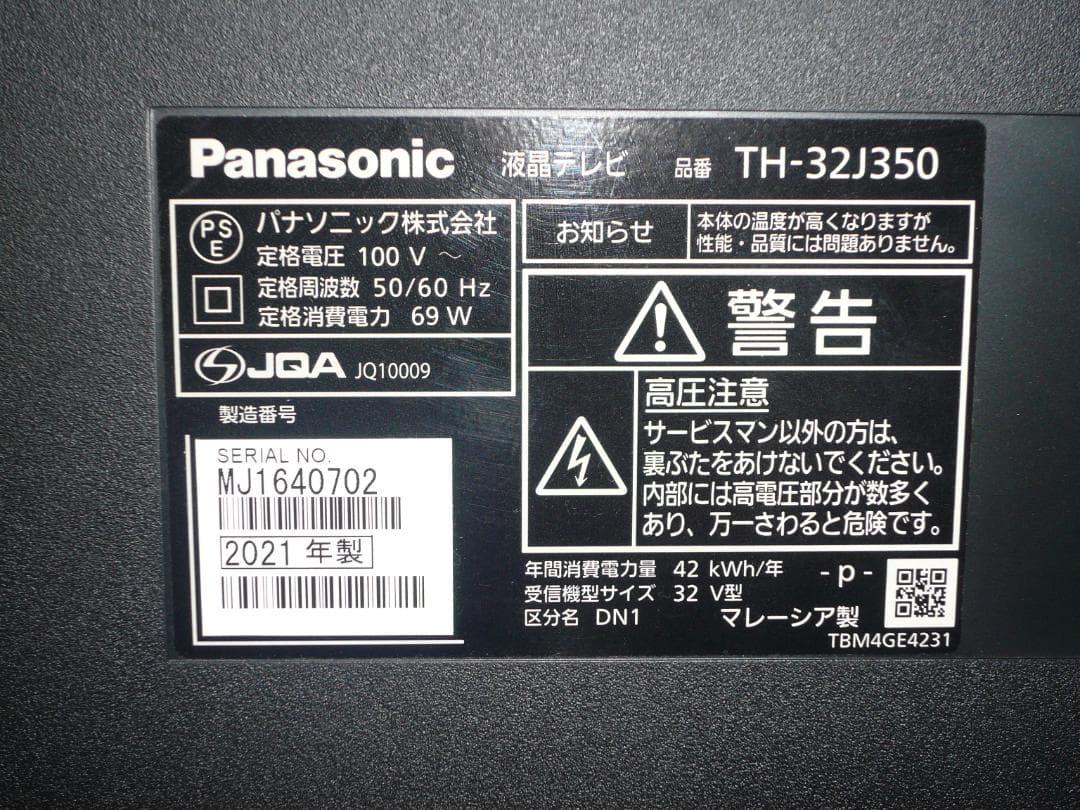 Panasonic 液晶テレビ 品番 TH-32J350
PS
E
パナソニック株式会社
定格電圧 100 V ～
定格周波数 50/60 Hz
定格消費電力 69 W
JQA JQ10009
製造番号
SERIAL NO.
MJ1640702
2021 年製
お知らせ
本体の温度が高くなりますが
性能・品質には問題ありません。
警告
高圧注意
サービスマン以外の方は、
裏ぶたをあけないでください。
内部には高電圧部分が数多く
あり、万一さわると危険です。
年間消費電力量 42 kWh/年
受信機型サイズ 32 V型
区分名 DN1
- p -
マレーシア製
TBM4GE4231